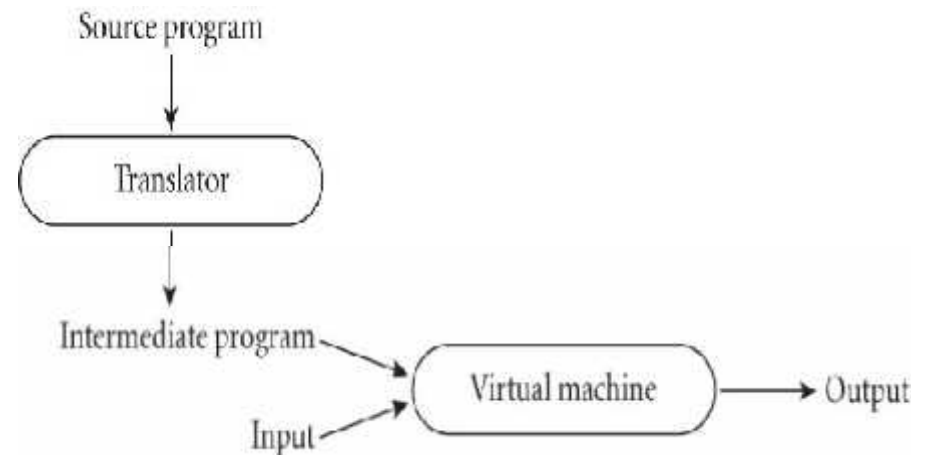 Source program
Translator
Intermediate program
Virtual machine
Output
Input